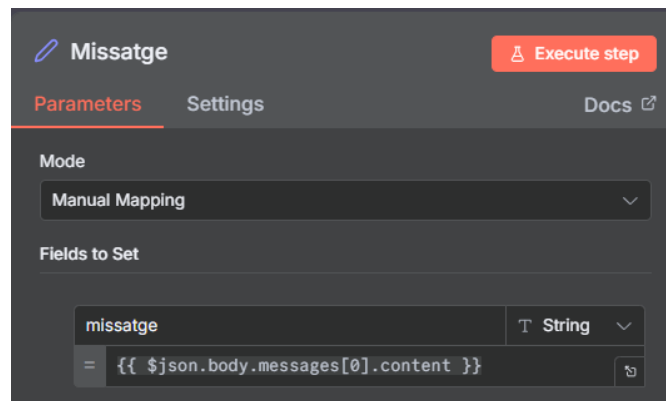 Missatge
Execute step
Parameters Settings Docs
Mode
Manual Mapping
Fields to Set
missatge T String
= {{ $json.body.messages[0].content }}